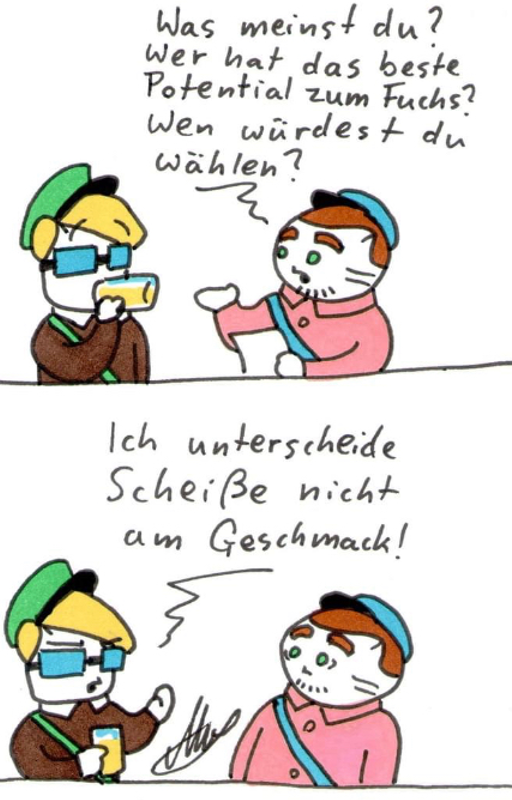 Was meinst du?
Wer hat das beste
Potential zum Fuchs?
Wen würdest du
wählen?
Ich unterscheide
Scheiße nicht
am Geschmack!